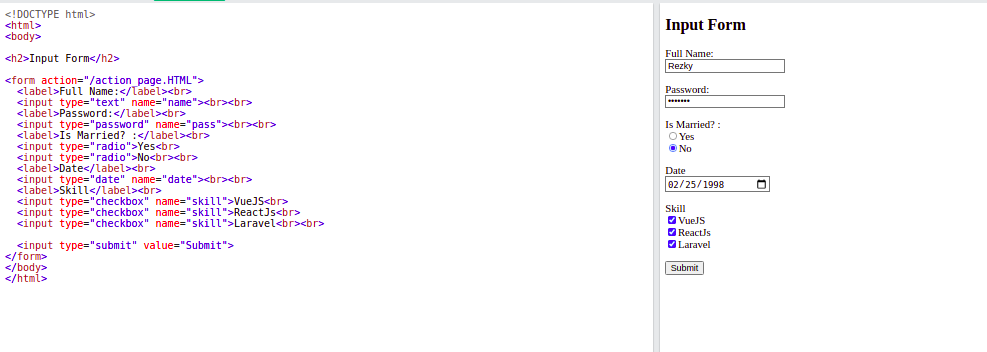 <!DOCTYPE html>
<html>
<body>
<h2>Input Form</h2>
<form action="/action_page.HTML">
<label>Full Name:</label><br>
<input type="text" name="name"><br><br>
<label>Password:</label><br>
<input type="password" name="pass"><br><br>
<label>Is Married? :</label><br>
<input type="radio">Yes<br>
<input type="radio">No<br><br>
<label>Date</label><br>
<input type="date" name="date"><br><br>
<label>Skill</label><br>
<input type="checkbox" name="skill">VueJS<br>
<input type="checkbox" name="skill">ReactJs<br>
<input type="checkbox" name="skill">Laravel<br><br>
<input type="submit" value="Submit">
</form>
</body>
</html>
Input Form
Full Name:
Rezky
Password:
•••••••
Is Married? :
Yes
No
Date
02/25/1998
Skill
VueJS
ReactJs
Laravel
Submit